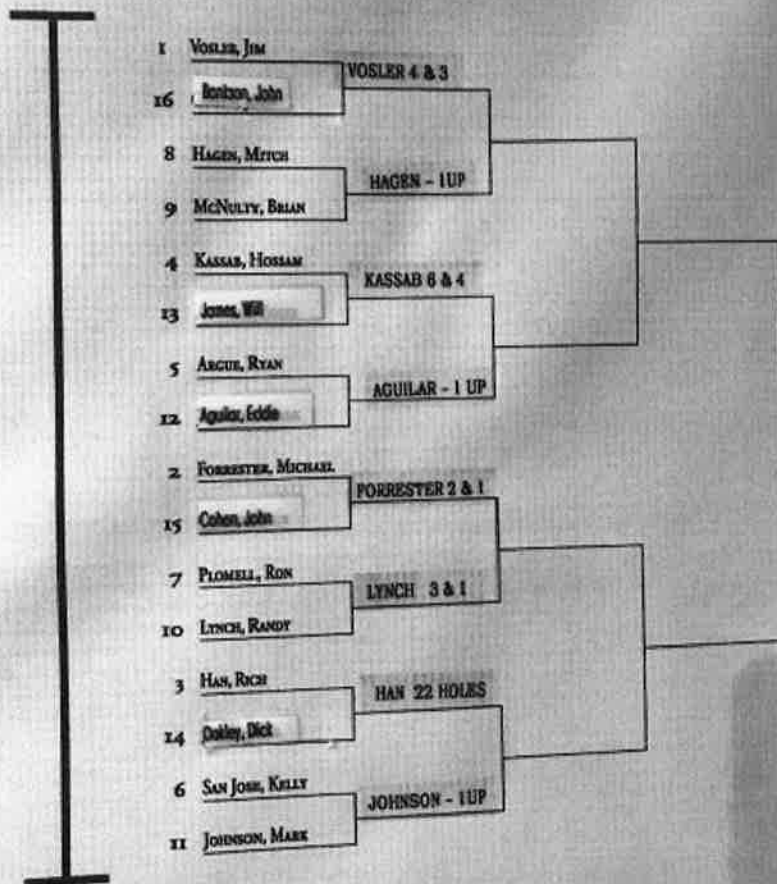 1 Vosler, Jim
VOSLER 4 & 3
16 John
8 Hagen, Mitch
HAGEN - 1UP
9 McNulty, Brian
4 Kassab, Hossam
KASSAB 6 & 4
13 James, Will
5 Argue, Ryan
AGUILAR - 1 UP
12 Aguilar, Eddie
2 Forrester, Michael
FORRESTER 2 & 1
15 Cohen, John
7 Plomell, Ron
LYNCH 3 & 1
10 Lynch, Randy
3 Han, Rich
HAN 22 HOLES
14 Oakley, Dick
6 San Jose, Kelly
JOHNSON - 1UP
11 Johnson, Mark